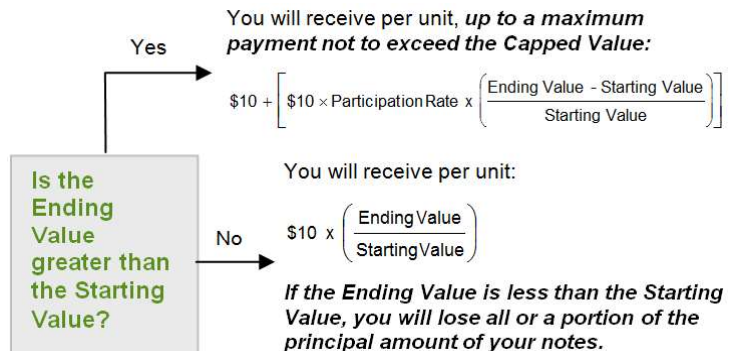 You will receive per unit, up to a maximum
payment not to exceed the Capped Value:
Yes
$10 + [ $10 × Participation Rate x ( Ending Value - Starting Value
Starting Value ) ]
Is the
Ending
Value
greater than
the Starting
Value?
No
You will receive per unit:
$10 x ( Ending Value
Starting Value )
If the Ending Value is less than the Starting
Value, you will lose all or a portion of the
principal amount of your notes.